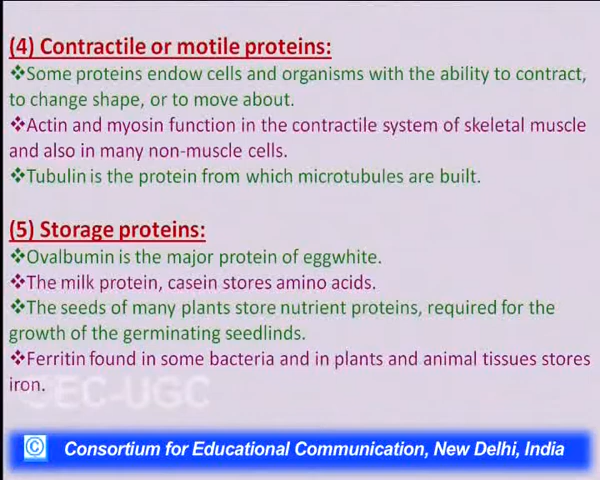 (4) Contractile or motile proteins:
❖Some proteins endow cells and organisms with the ability to contract,
to change shape, or to move about.
❖Actin and myosin function in the contractile system of skeletal muscle
and also in many non-muscle cells.
❖Tubulin is the protein from which microtubules are built.
(5) Storage proteins:
❖Ovalbumin is the major protein of eggwhite.
❖The milk protein, casein stores amino acids.
❖The seeds of many plants store nutrient proteins, required for the
growth of the germinating seedlinds.
❖Ferritin found in some bacteria and in plants and animal tissues stores
iron.
CEC-UGC
© Consortium for Educational Communication, New Delhi, India